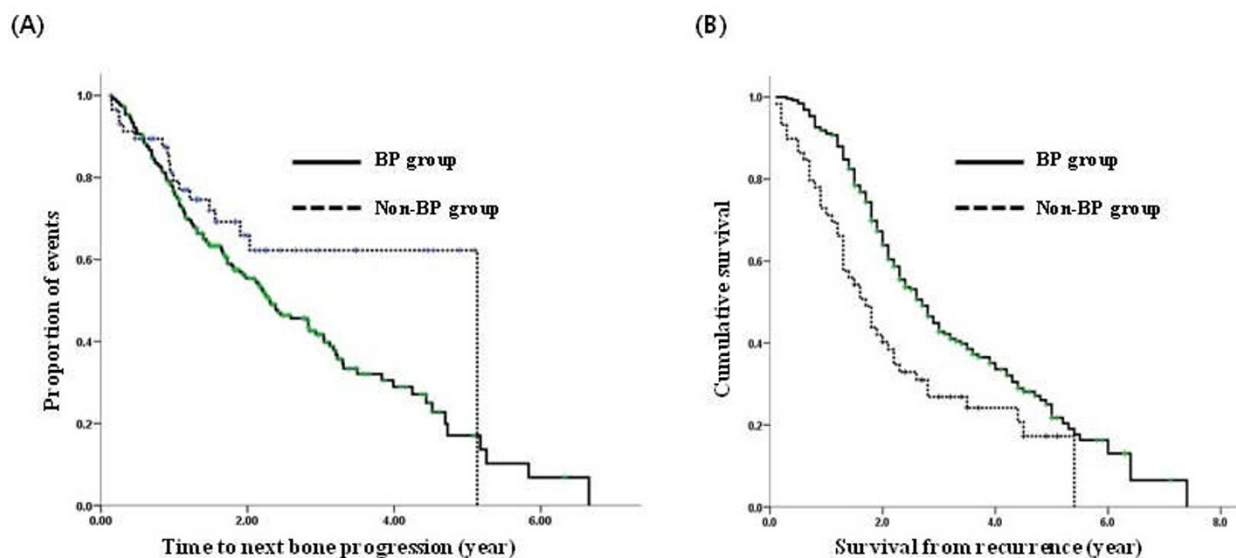 (A)
Proportion of events
1.0
0.8
0.6
0.4
0.2
0.0
BP group
Non-BP group
0.00 2.00 4.00 6.00
Time to next bone progression (year)
(B)
Cumulative survival
1.0
0.8
0.6
0.4
0.2
0.0
BP group
Non-BP group
0.0 2.0 4.0 6.0 8.0
Survival from recurrence (year)